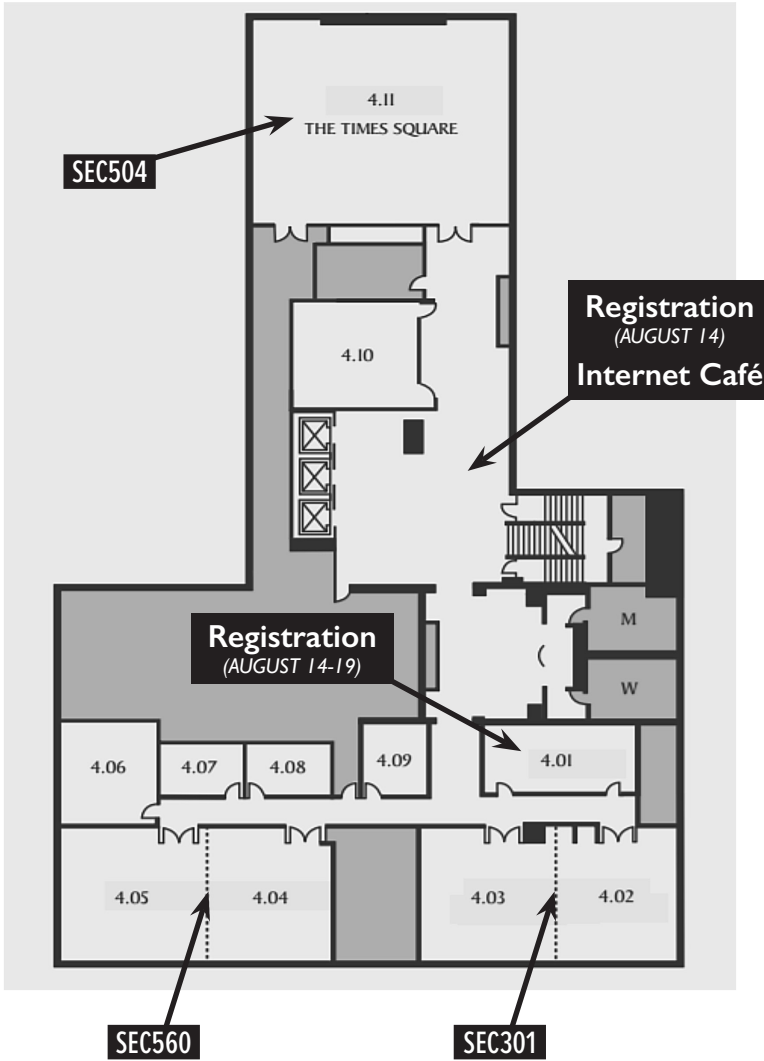 4.11
THE TIMES SQUARE
SEC504
Registration
(AUGUST 14)
Internet Café
4.10
M
Registration
(AUGUST 14-19)
W
4.06
4.07
4.08
4.09
4.01
4.05
4.04
4.03
4.02
SEC560
SEC301